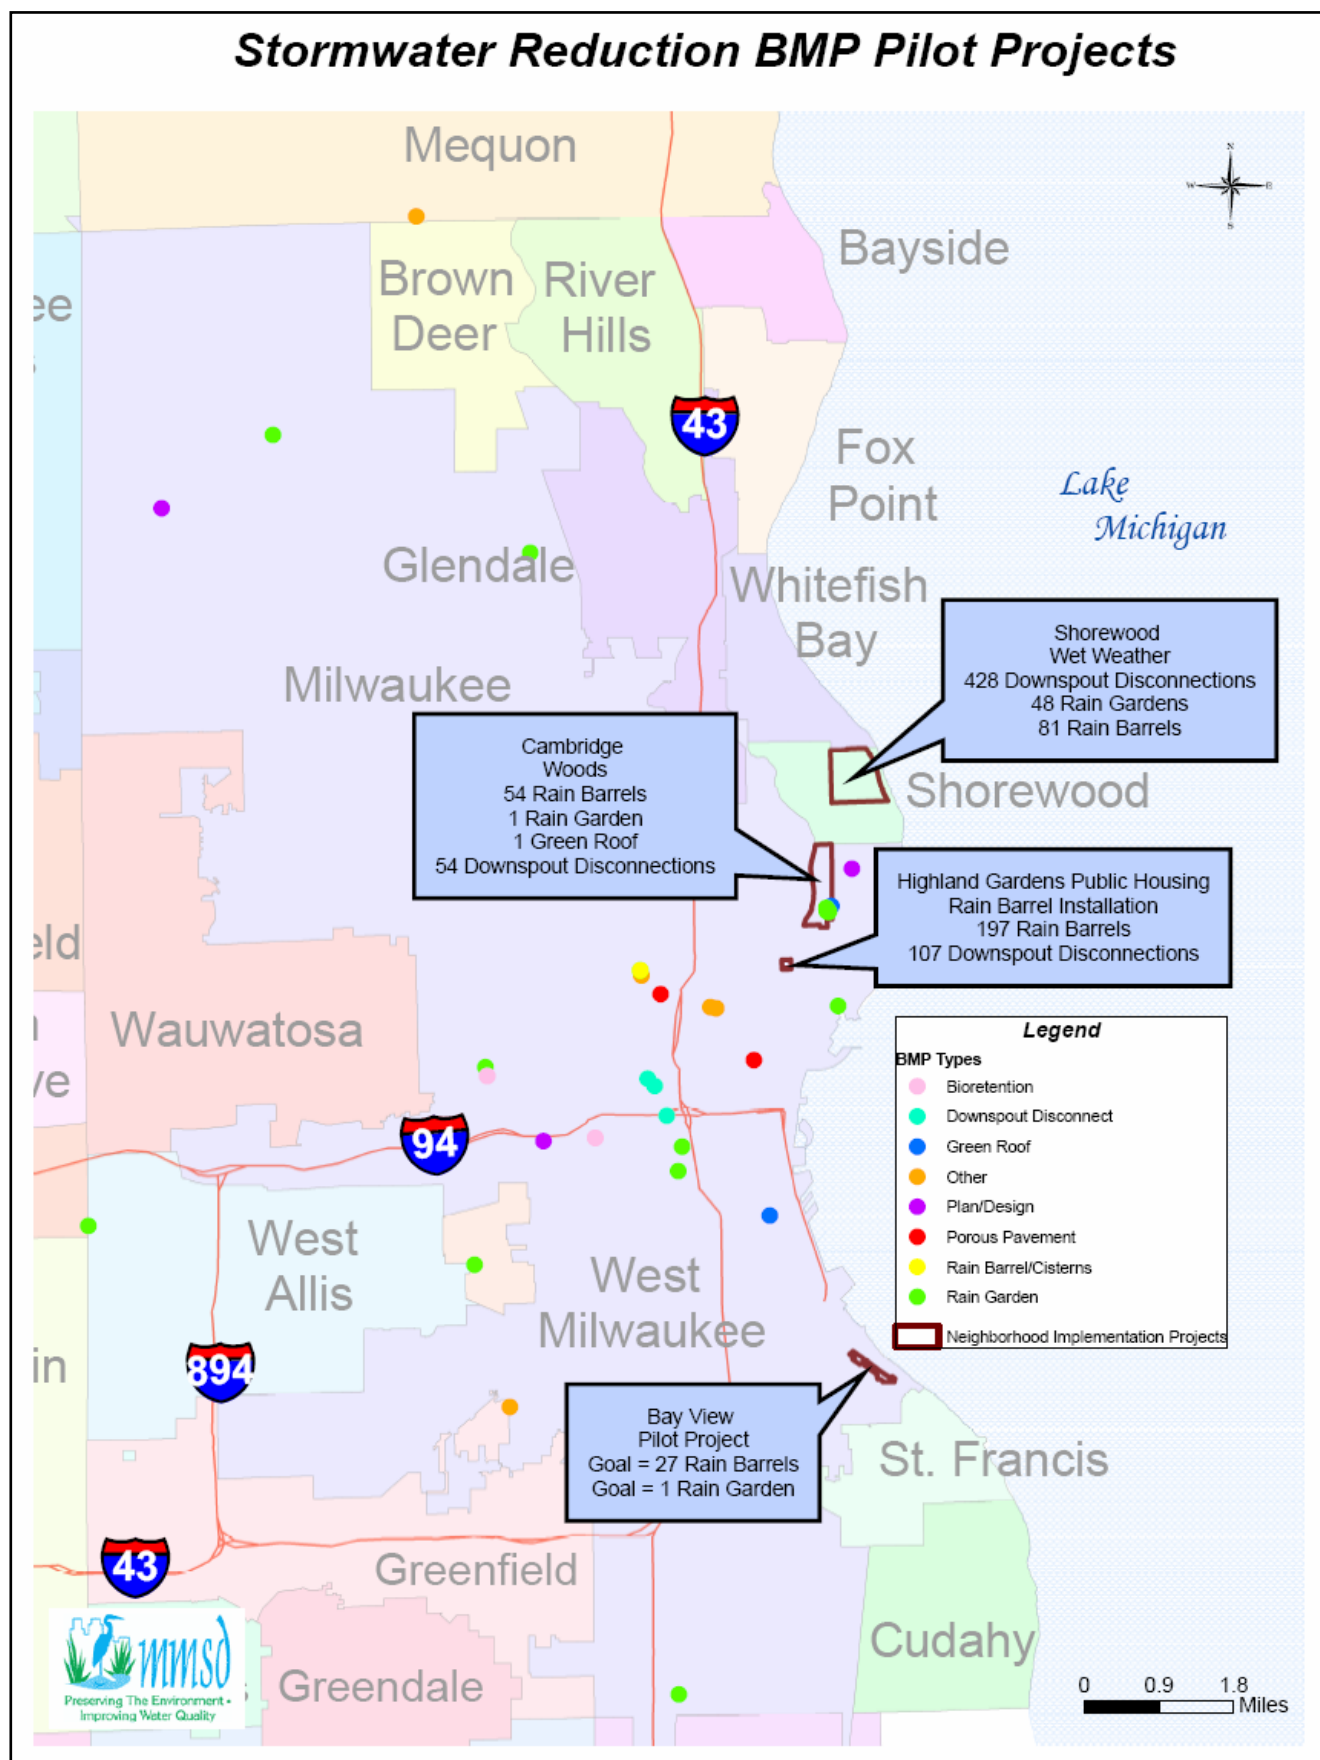 Stormwater Reduction BMP Pilot Projects
Mequon
N
W
E
S
Bayside
Brown
Deer
River
Hills
ee
43
Fox
Point
Lake
Michigan
Glendale
Whitefish
Bay
Milwaukee
Shorewood
Wet Weather
428 Downspout Disconnections
48 Rain Gardens
81 Rain Barrels
Cambridge
Woods
54 Rain Barrels
1 Rain Garden
1 Green Roof
54 Downspout Disconnections
Shorewood
Highland Gardens Public Housing
Rain Barrel Installation
197 Rain Barrels
107 Downspout Disconnections
eld
Wauwatosa
ve
94
Legend
BMP Types
Bioretention
Downspout Disconnect
Green Roof
Other
Plan/Design
Porous Pavement
Rain Barrel/Cisterns
Rain Garden
Neighborhood Implementation Projects
West
Allis
West
Milwaukee
in
894
Bay View
Pilot Project
Goal = 27 Rain Barrels
Goal = 1 Rain Garden
St. Francis
43
Greenfield
Cudahy
Greendale
s
mmsd
Preserving The Environment •
Improving Water Quality
0 0.9 1.8
Miles